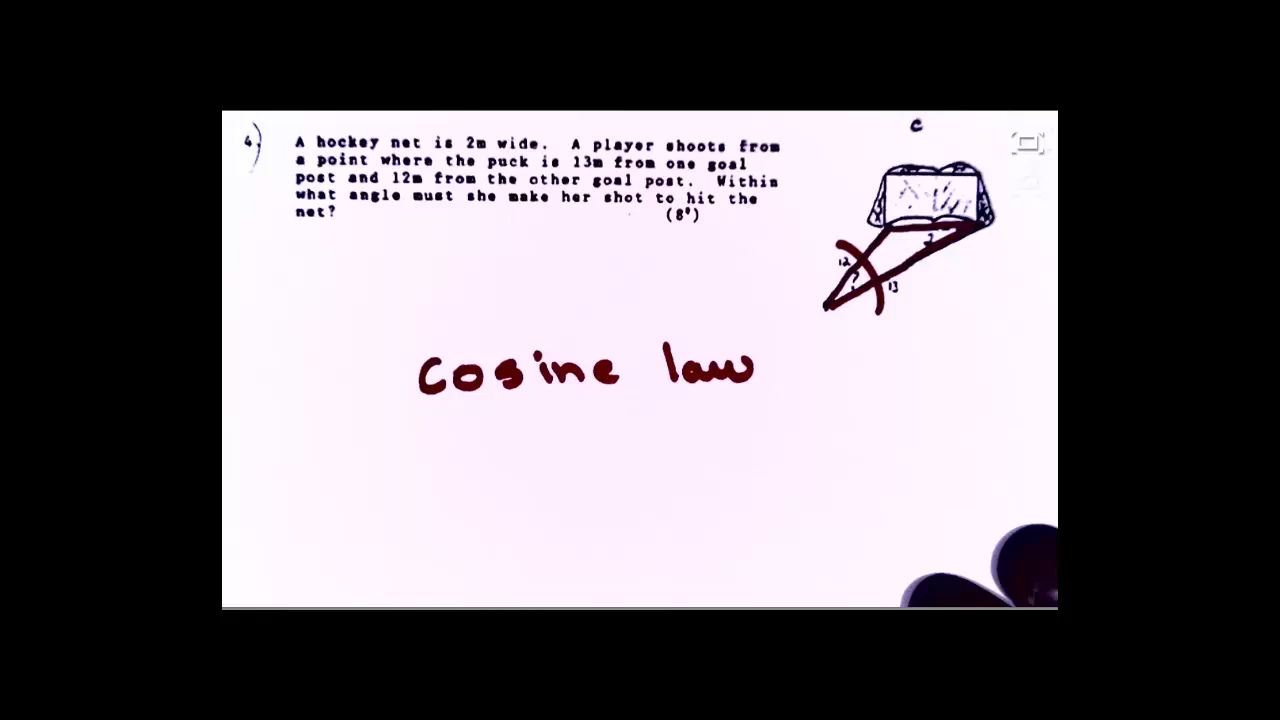 4)
A hockey net is 2m wide. A player shoots from
a point where the puck is 13m from one goal
post and 12m from the other goal post. Within
what angle must she make her shot to hit the
net? (8°)
C
2
12
?
13
cosine law